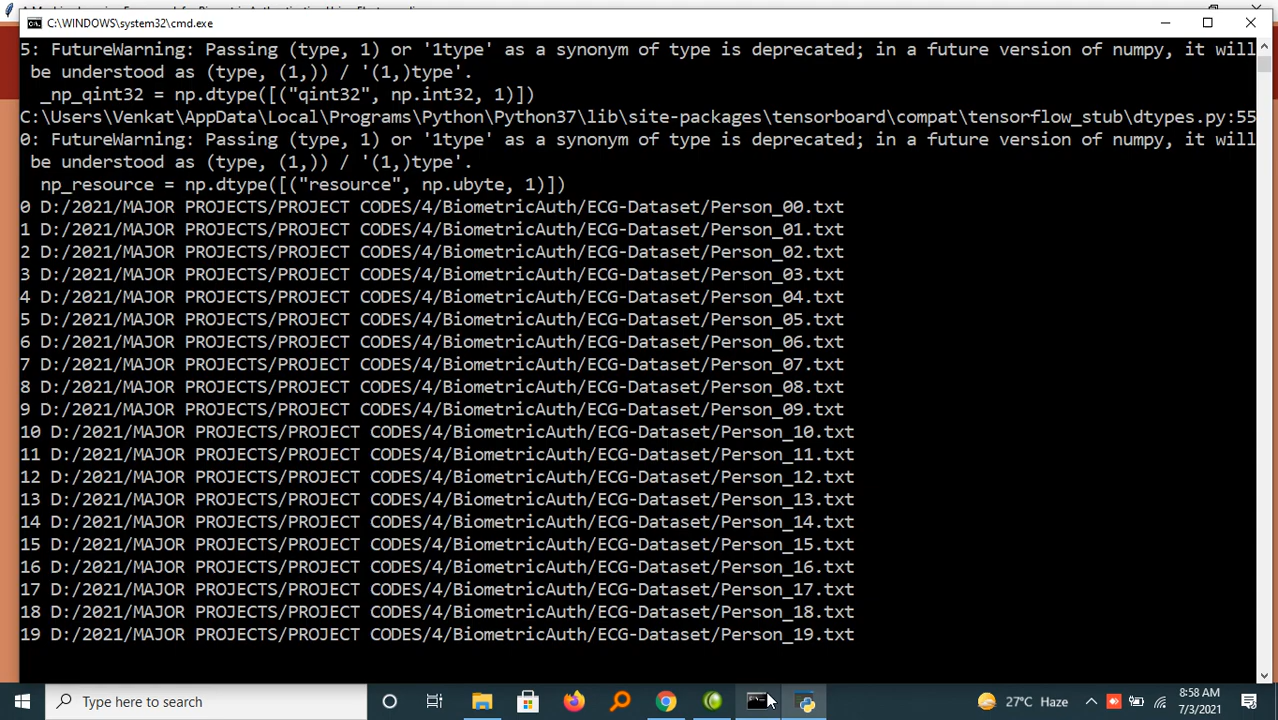 C:\WINDOWS\system32\cmd.exe
5: FutureWarning: Passing (type, 1) or '1type' as a synonym of type is deprecated; in a future version of numpy, it will
be understood as (type, (1,)) / '(1,)type'.
_np_qint32 = np.dtype([("qint32", np.int32, 1)])
C:\Users\Venkat\AppData\Local\Programs\Python\Python37\lib\site-packages\tensorboard\compat\tensorflow_stub\dtypes.py:55
0: FutureWarning: Passing (type, 1) or '1type' as a synonym of type is deprecated; in a future version of numpy, it will
be understood as (type, (1,)) / '(1,)type'.
np_resource = np.dtype([("resource", np.ubyte, 1)])
0 D:/2021/MAJOR PROJECTS/PROJECT CODES/4/BiometricAuth/ECG-Dataset/Person_00.txt
1 D:/2021/MAJOR PROJECTS/PROJECT CODES/4/BiometricAuth/ECG-Dataset/Person_01.txt
2 D:/2021/MAJOR PROJECTS/PROJECT CODES/4/BiometricAuth/ECG-Dataset/Person_02.txt
3 D:/2021/MAJOR PROJECTS/PROJECT CODES/4/BiometricAuth/ECG-Dataset/Person_03.txt
4 D:/2021/MAJOR PROJECTS/PROJECT CODES/4/BiometricAuth/ECG-Dataset/Person_04.txt
5 D:/2021/MAJOR PROJECTS/PROJECT CODES/4/BiometricAuth/ECG-Dataset/Person_05.txt
6 D:/2021/MAJOR PROJECTS/PROJECT CODES/4/BiometricAuth/ECG-Dataset/Person_06.txt
7 D:/2021/MAJOR PROJECTS/PROJECT CODES/4/BiometricAuth/ECG-Dataset/Person_07.txt
8 D:/2021/MAJOR PROJECTS/PROJECT CODES/4/BiometricAuth/ECG-Dataset/Person_08.txt
9 D:/2021/MAJOR PROJECTS/PROJECT CODES/4/BiometricAuth/ECG-Dataset/Person_09.txt
10 D:/2021/MAJOR PROJECTS/PROJECT CODES/4/BiometricAuth/ECG-Dataset/Person_10.txt
11 D:/2021/MAJOR PROJECTS/PROJECT CODES/4/BiometricAuth/ECG-Dataset/Person_11.txt
12 D:/2021/MAJOR PROJECTS/PROJECT CODES/4/BiometricAuth/ECG-Dataset/Person_12.txt
13 D:/2021/MAJOR PROJECTS/PROJECT CODES/4/BiometricAuth/ECG-Dataset/Person_13.txt
14 D:/2021/MAJOR PROJECTS/PROJECT CODES/4/BiometricAuth/ECG-Dataset/Person_14.txt
15 D:/2021/MAJOR PROJECTS/PROJECT CODES/4/BiometricAuth/ECG-Dataset/Person_15.txt
16 D:/2021/MAJOR PROJECTS/PROJECT CODES/4/BiometricAuth/ECG-Dataset/Person_16.txt
17 D:/2021/MAJOR PROJECTS/PROJECT CODES/4/BiometricAuth/ECG-Dataset/Person_17.txt
18 D:/2021/MAJOR PROJECTS/PROJECT CODES/4/BiometricAuth/ECG-Dataset/Person_18.txt
19 D:/2021/MAJOR PROJECTS/PROJECT CODES/4/BiometricAuth/ECG-Dataset/Person_19.txt
Type here to search
27°C Haze
8:58 AM
7/3/2021